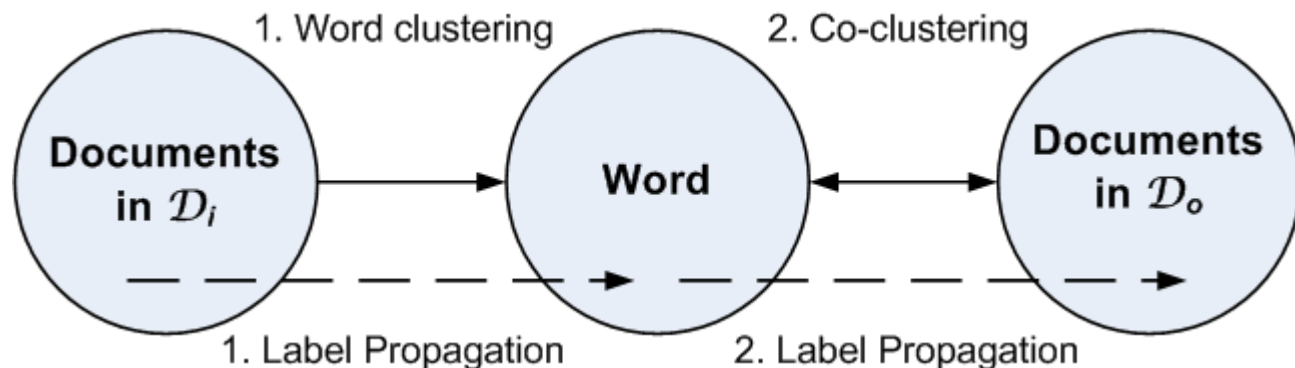 1. Word clustering
2. Co-clustering
Documents
in 𝒟i
Word
Documents
in 𝒟o
1. Label Propagation
2. Label Propagation